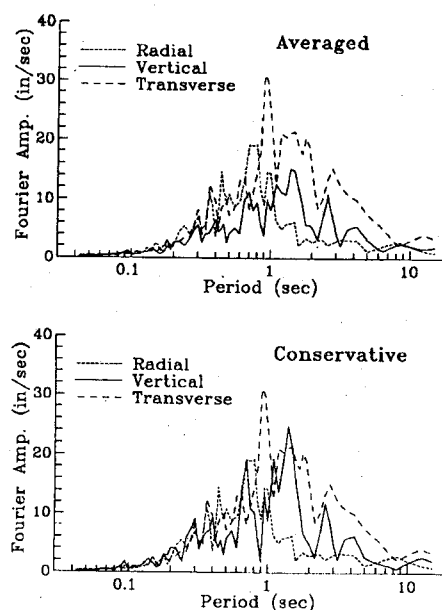 Averaged
Radial
Vertical
Transverse
Fourier Amp. (in/sec)
40
30
20
10
0
0.1
1
10
Period (sec)
Conservative
Radial
Vertical
Transverse
Fourier Amp. (in/sec)
40
30
20
10
0
0.1
1
10
Period (sec)